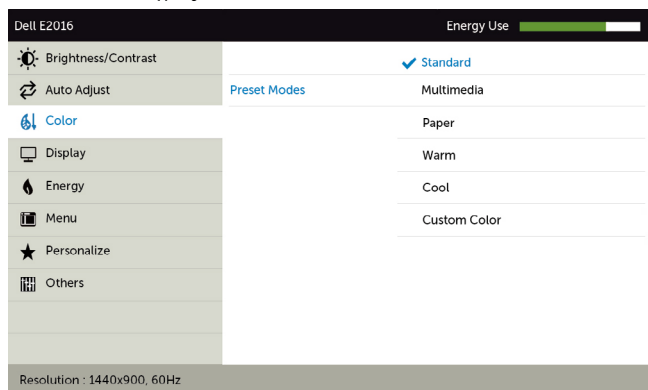 Dell E2016
Energy Use
Brightness/Contrast
Standard
Auto Adjust
Preset Modes
Multimedia
Color
Paper
Display
Warm
Energy
Cool
Menu
Custom Color
Personalize
Others
Resolution : 1440x900, 60Hz